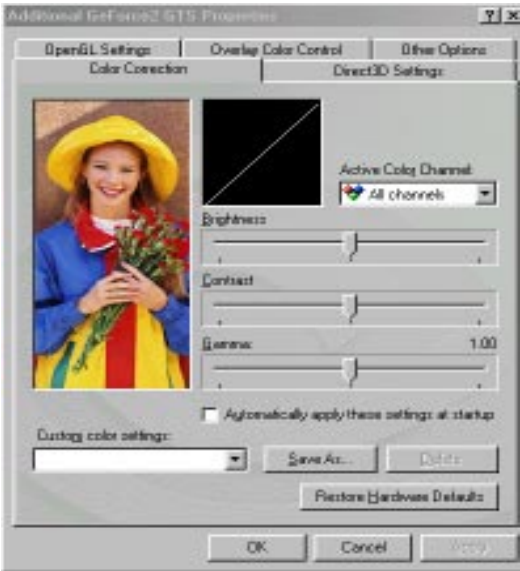 Additional GeForce2 GTS Properties
OpenGL Settings
Overlay Color Control
Other Options
Color Correction
Direct3D Settings
Active Color Channel:
All channels
Brightness
Contrast
Gamma: 1.00
Automatically apply these settings at startup
Custom color settings:
Save As...
Delete
Restore Hardware Defaults
OK
Cancel
Apply